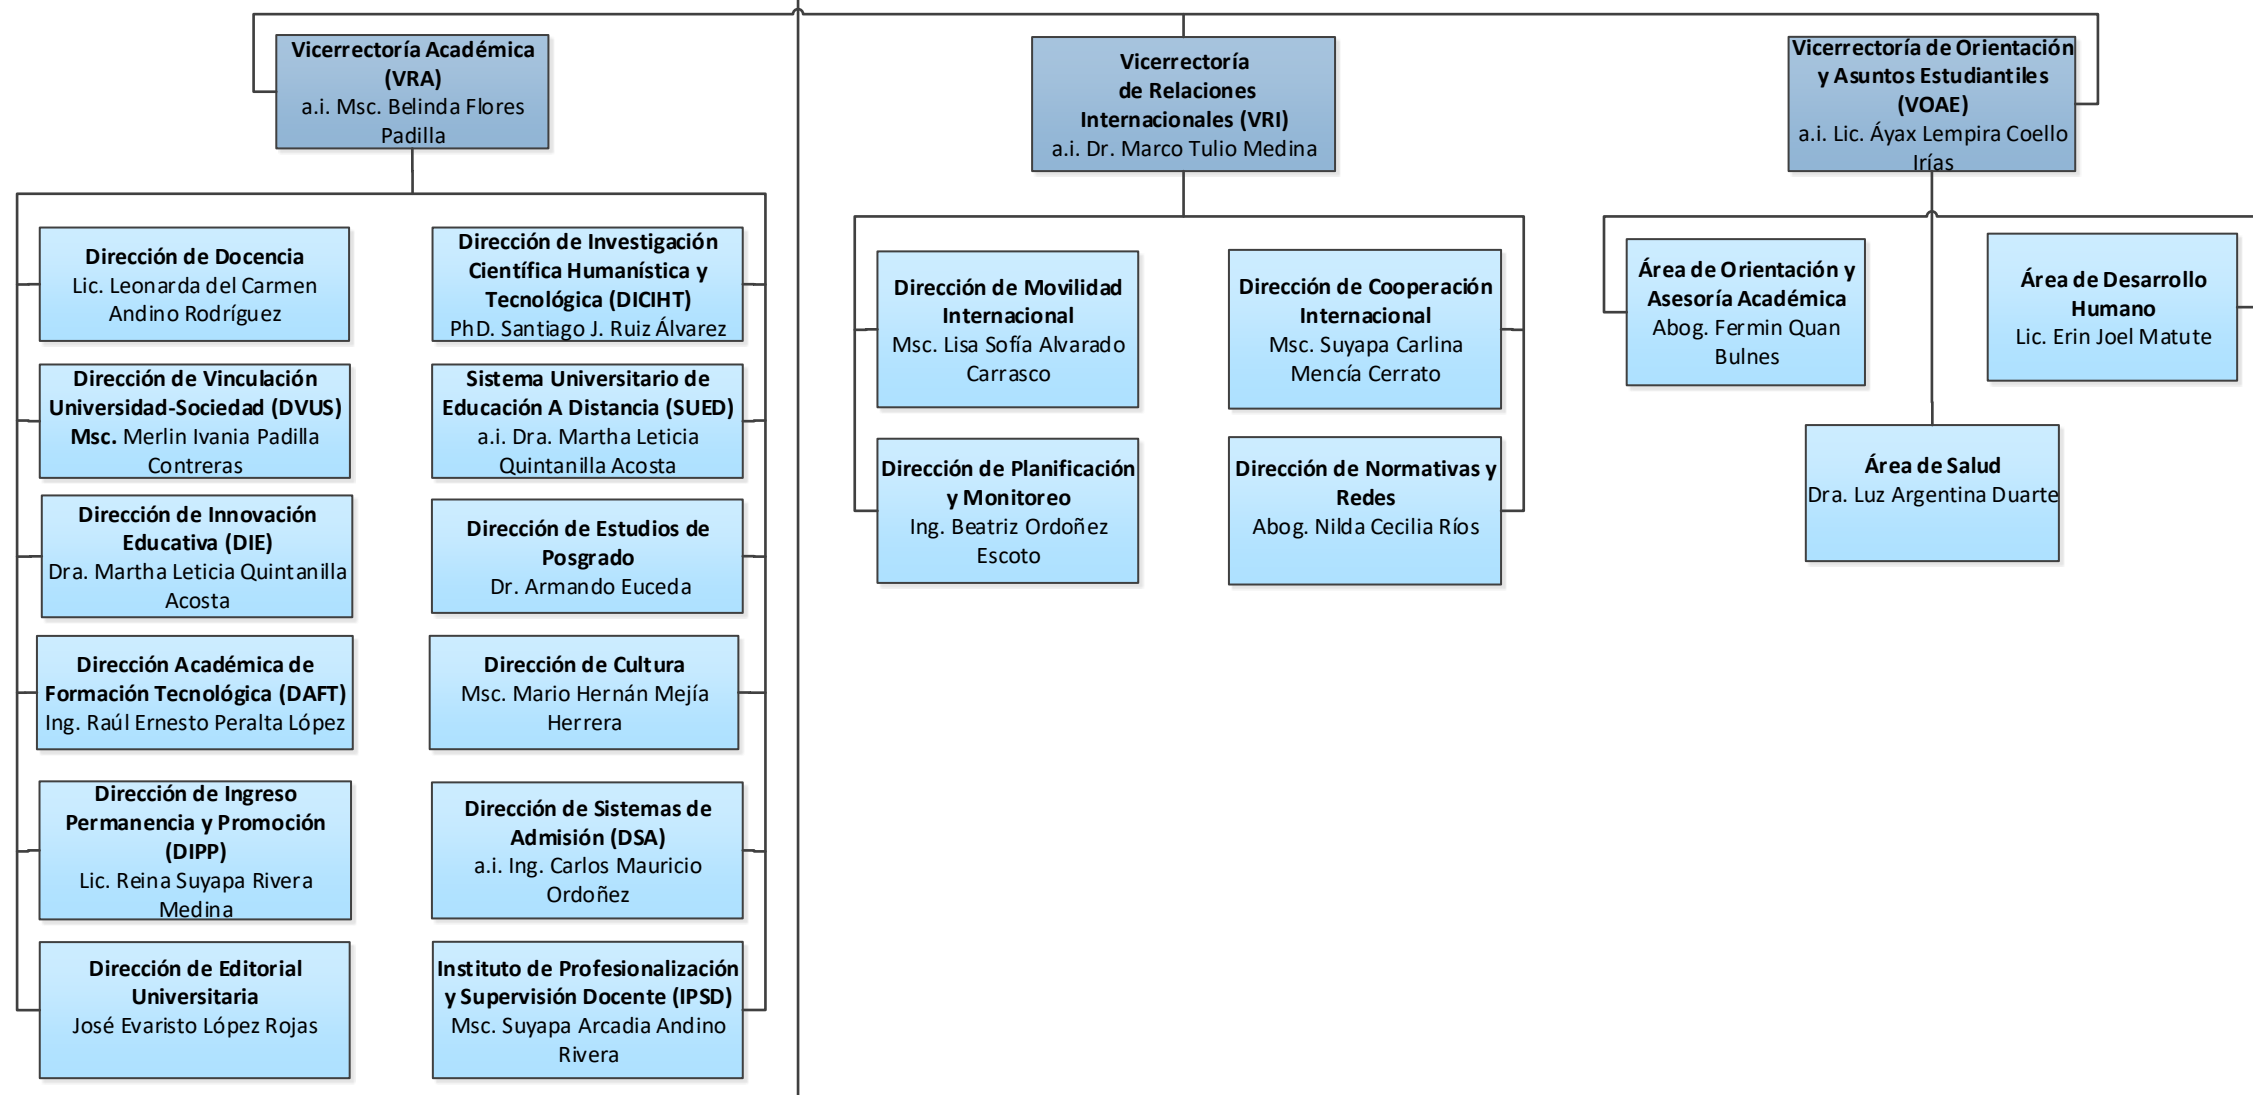 Vicerrectoría Académica
(VRA)
a.i. Msc. Belinda Flores
Padilla
Vicerrectoría
de Relaciones
Internacionales (VRI)
a.i. Dr. Marco Tulio Medina
Vicerrectoría de Orientación
y Asuntos Estudiantiles
(VOAE)
a.i. Lic. Áyax Lempira Coello
Irías
Dirección de Docencia
Lic. Leonarda del Carmen
Andino Rodríguez
Dirección de Investigación
Científica Humanística y
Tecnológica (DICIHT)
PhD. Santiago J. Ruiz Álvarez
Dirección de Vinculación
Universidad-Sociedad (DVUS)
Msc. Merlin Ivania Padilla
Contreras
Sistema Universitario de
Educación A Distancia (SUED)
a.i. Dra. Martha Leticia
Quintanilla Acosta
Dirección de Innovación
Educativa (DIE)
Dra. Martha Leticia Quintanilla
Acosta
Dirección de Estudios de
Posgrado
Dr. Armando Euceda
Dirección Académica de
Formación Tecnológica (DAFT)
Ing. Raúl Ernesto Peralta López
Dirección de Cultura
Msc. Mario Hernán Mejía
Herrera
Dirección de Ingreso
Permanencia y Promoción
(DIPP)
Lic. Reina Suyapa Rivera
Medina
Dirección de Sistemas de
Admisión (DSA)
a.i. Ing. Carlos Mauricio
Ordoñez
Dirección de Editorial
Universitaria
José Evaristo López Rojas
Instituto de Profesionalización
y Supervisión Docente (IPSD)
Msc. Suyapa Arcadia Andino
Rivera
Dirección de Movilidad
Internacional
Msc. Lisa Sofía Alvarado
Carrasco
Dirección de Cooperación
Internacional
Msc. Suyapa Carlina
Mencía Cerrato
Dirección de Planificación
y Monitoreo
Ing. Beatriz Ordoñez
Escoto
Dirección de Normativas y
Redes
Abog. Nilda Cecilia Ríos
Área de Orientación y
Asesoría Académica
Abog. Fermin Quan
Bulnes
Área de Desarrollo
Humano
Lic. Erin Joel Matute
Área de Salud
Dra. Luz Argentina Duarte